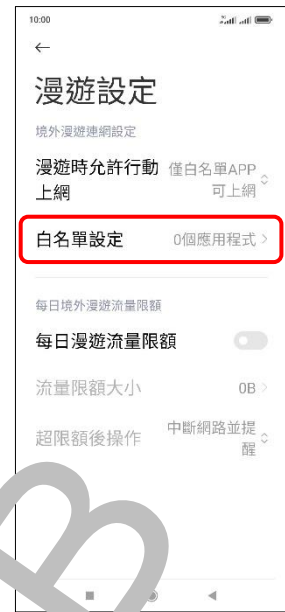 10:00
漫遊設定
境外漫遊連網設定
漫遊時允許行動 僅白名單APP
上網 可上網
白名單設定 0個應用程式
每日境外漫遊流量限額
每日漫遊流量限額
流量限額大小 0B
超限額後操作 中斷網路並提
醒